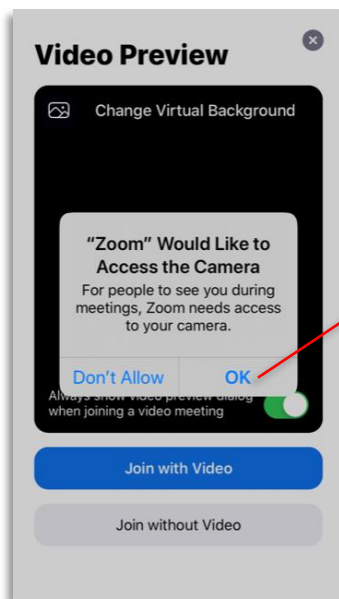 Video Preview
Change Virtual Background
“Zoom” Would Like to
Access the Camera
For people to see you during
meetings, Zoom needs access
to your camera.
Don’t Allow OK
Always show video preview dialog
when joining a video meeting
Join with Video
Join without Video